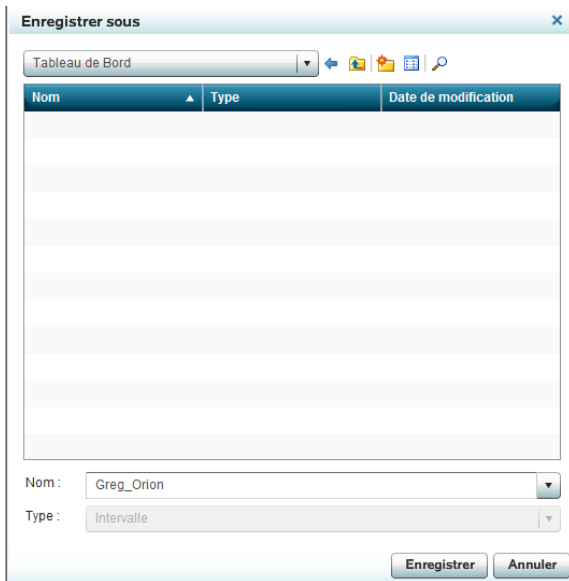 Enregistrer sous
Tableau de Bord
Nom Type Date de modification
Nom : Greg_Orion
Type : Intervalle
Enregistrer Annuler